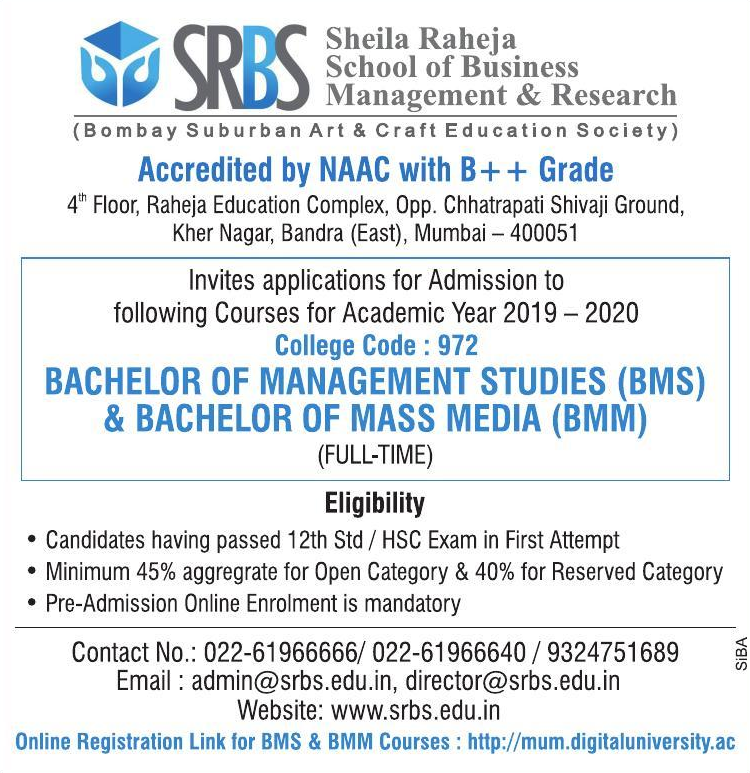 SRBS
Sheila Raheja
School of Business
Management & Research
(Bombay Suburban Art & Craft Education Society)
Accredited by NAAC with B++ Grade
4th Floor, Raheja Education Complex, Opp. Chhatrapati Shivaji Ground,
Kher Nagar, Bandra (East), Mumbai – 400051
Invites applications for Admission to
following Courses for Academic Year 2019 – 2020
College Code : 972
BACHELOR OF MANAGEMENT STUDIES (BMS)
& BACHELOR OF MASS MEDIA (BMM)
(FULL-TIME)
Eligibility
• Candidates having passed 12th Std / HSC Exam in First Attempt
• Minimum 45% aggregrate for Open Category & 40% for Reserved Category
• Pre-Admission Online Enrolment is mandatory
Contact No.: 022-61966666/ 022-61966640 / 9324751689
Email : admin@srbs.edu.in, director@srbs.edu.in
Website: www.srbs.edu.in
Online Registration Link for BMS & BMM Courses : http://mum.digitaluniversity.ac
SiBA